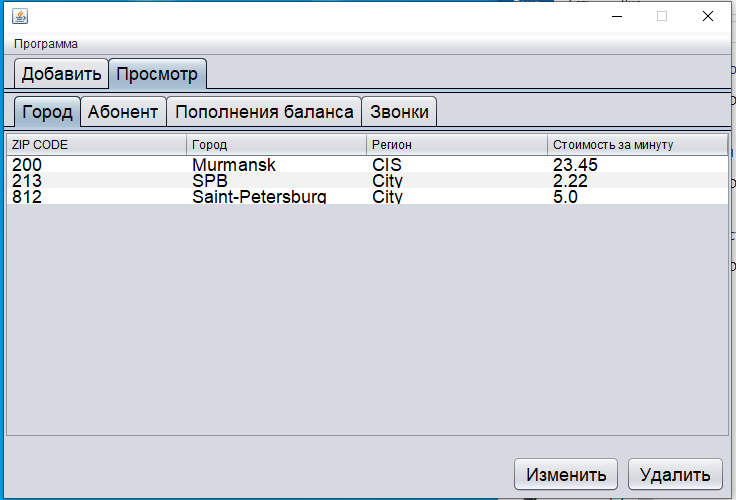 Программа
Добавить Просмотр
Город Абонент Пополнения баланса Звонки
ZIP CODE Город Регион Стоимость за минуту
200 Murmansk CIS 23.45
213 SPB City 2.22
812 Saint-Petersburg City 5.0
Изменить Удалить